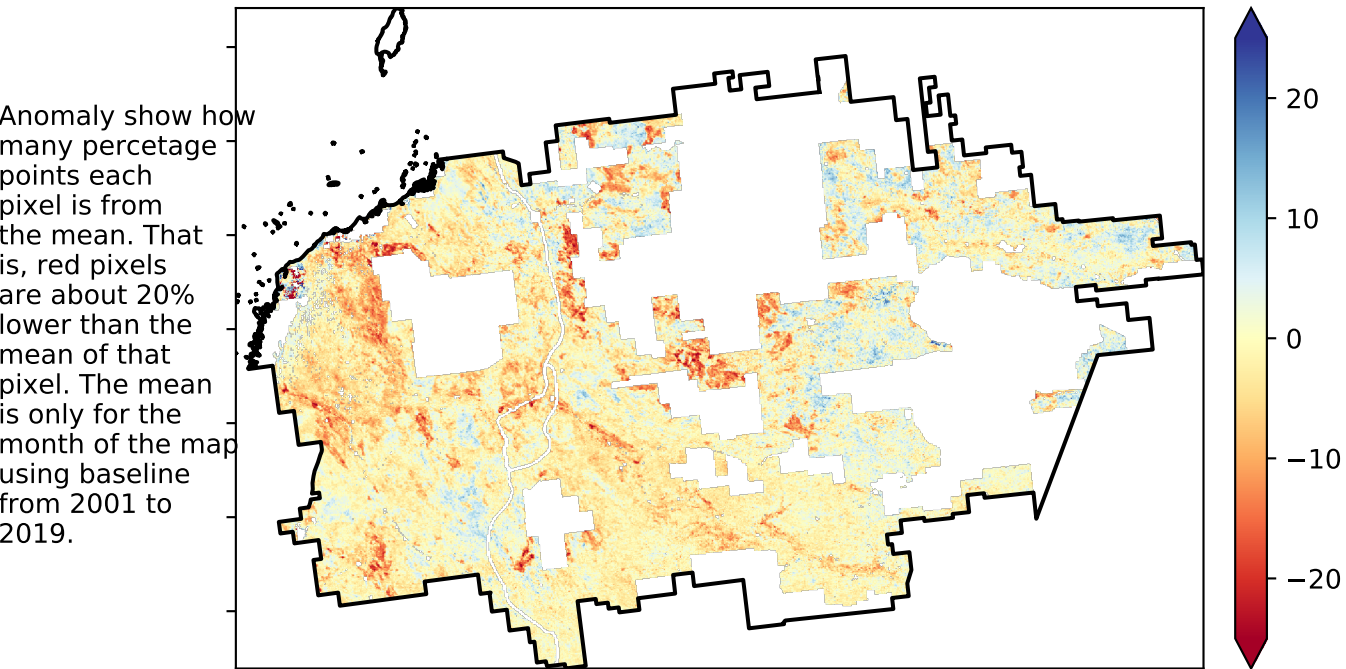 Anomaly show how
many percetage
points each
pixel is from
the mean. That
is, red pixels
are about 20%
lower than the
mean of that
pixel. The mean
is only for the
month of the map
using baseline
from 2001 to
2019.
20
10
0
−10
−20